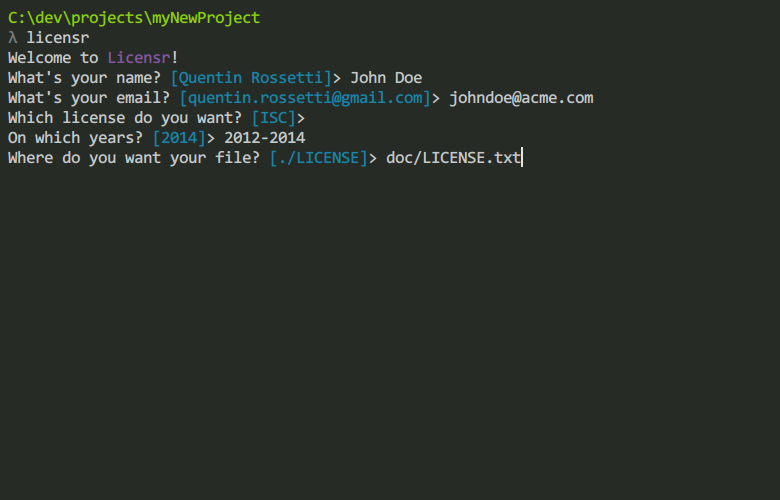 C:\dev\projects\myNewProject
λ licensr
Welcome to Licensr!
What's your name? [Quentin Rossetti]> John Doe
What's your email? [quentin.rossetti@gmail.com]> johndoe@acme.com
Which license do you want? [ISC]>
On which years? [2014]> 2012-2014
Where do you want your file? [./LICENSE]> doc/LICENSE.txt